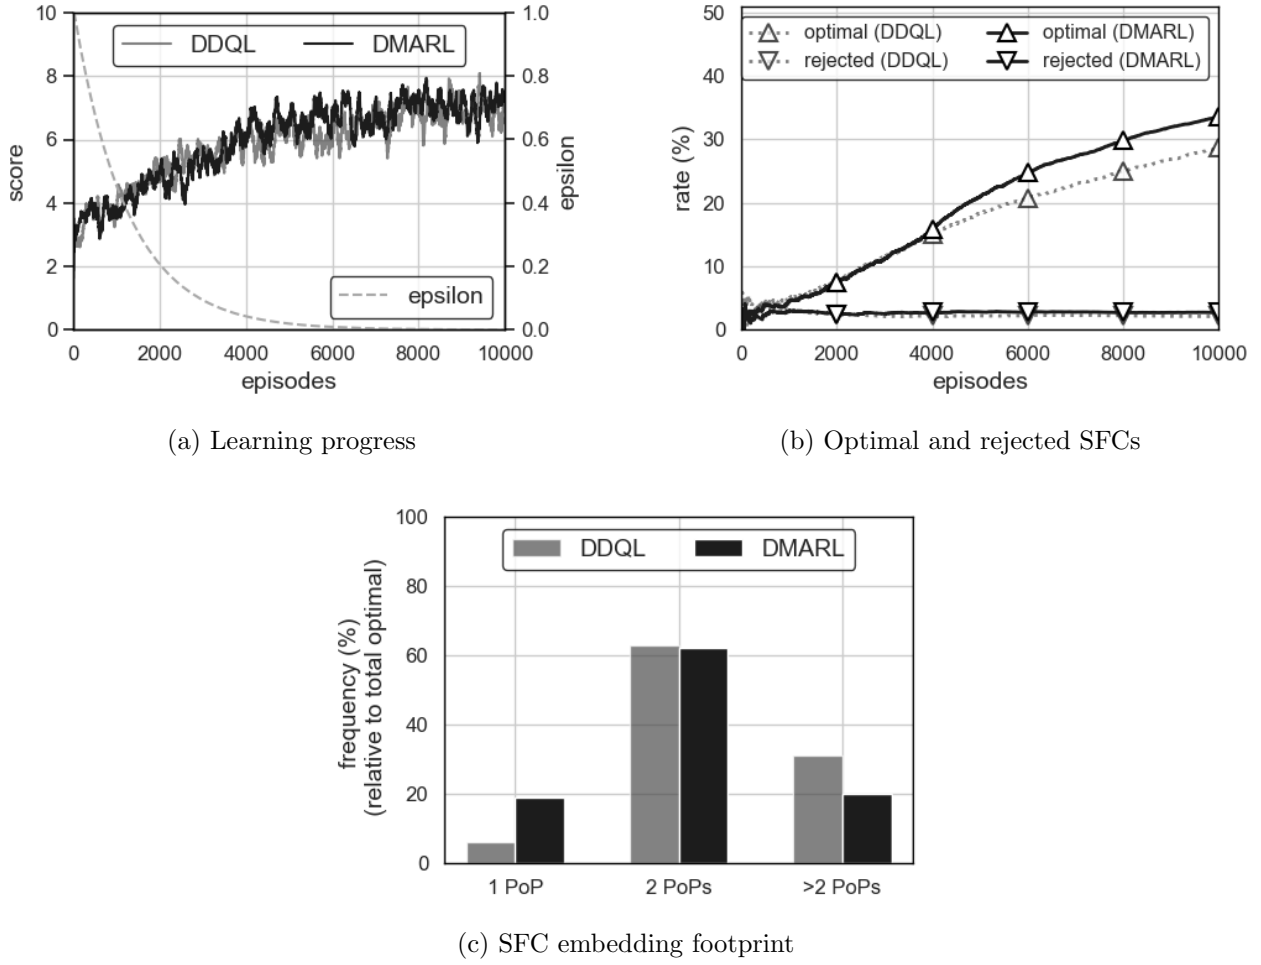 DDQL DMARL
10
8
6
4
2
0
score
1.0
0.8
0.6
0.4
0.2
0.0
epsilon
epsilon
0 2000 4000 6000 8000 10000
episodes
(a) Learning progress
optimal (DDQL) optimal (DMARL)
rejected (DDQL) rejected (DMARL)
50
40
30
20
10
0
rate (%)
0 2000 4000 6000 8000 10000
episodes
(b) Optimal and rejected SFCs
DDQL DMARL
100
80
60
40
20
0
frequency (%)
(relative to total optimal)
1 PoP 2 PoPs >2 PoPs
(c) SFC embedding footprint